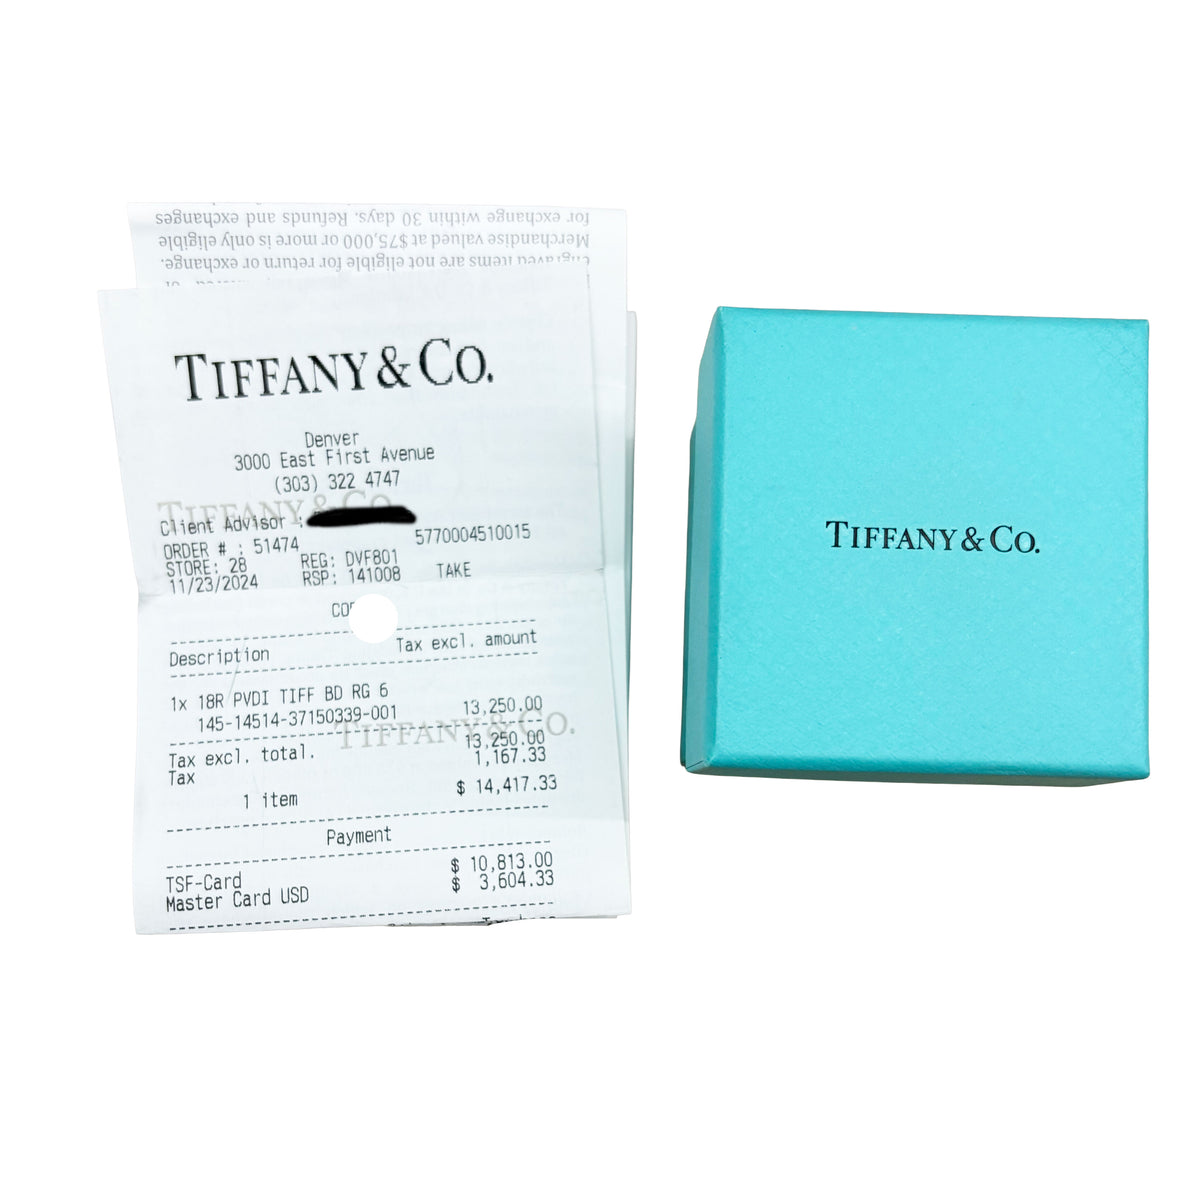 for exchange within 30 days. Refunds and exchanges
Merchandise valued at $75,000 or more is only eligible
Engraved items are not eligible for return or exchange.
TIFFANY & CO.
Denver
3000 East First Avenue
(303) 322 4747
TIFFANY & CO.
Client Advisor :
ORDER # : 51474 5770004510015
STORE: 28 REG: DVF801
11/23/2024 RSP: 141008 TAKE
Description Tax excl. amount
1x 18R PVDI TIFF BD RG 6
145-14514-37150339-001 13,250.00
TIFFANY & CO.
Tax excl. total. 13,250.00
Tax 1,167.33
1 item $ 14,417.33
Payment
TSF-Card $ 10,813.00
Master Card USD $ 3,604.33
TIFFANY & CO.